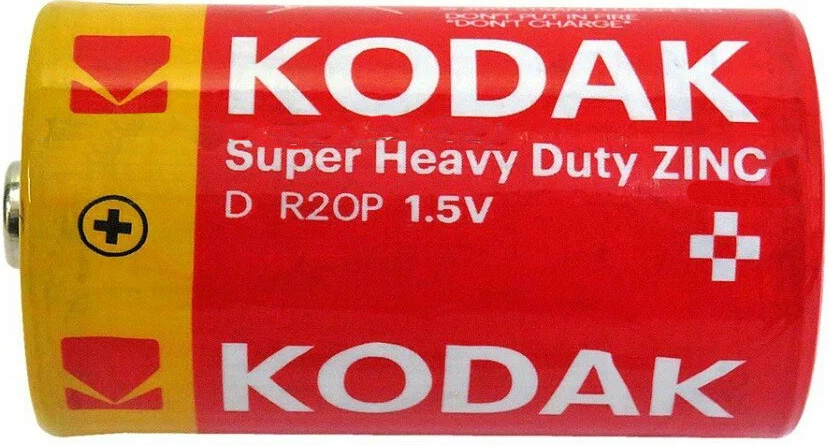 DON'T PUT IN FIRE
"DON'T CHARGE"
KODAK
Super Heavy Duty ZINC
D R20P 1.5V
KODAK